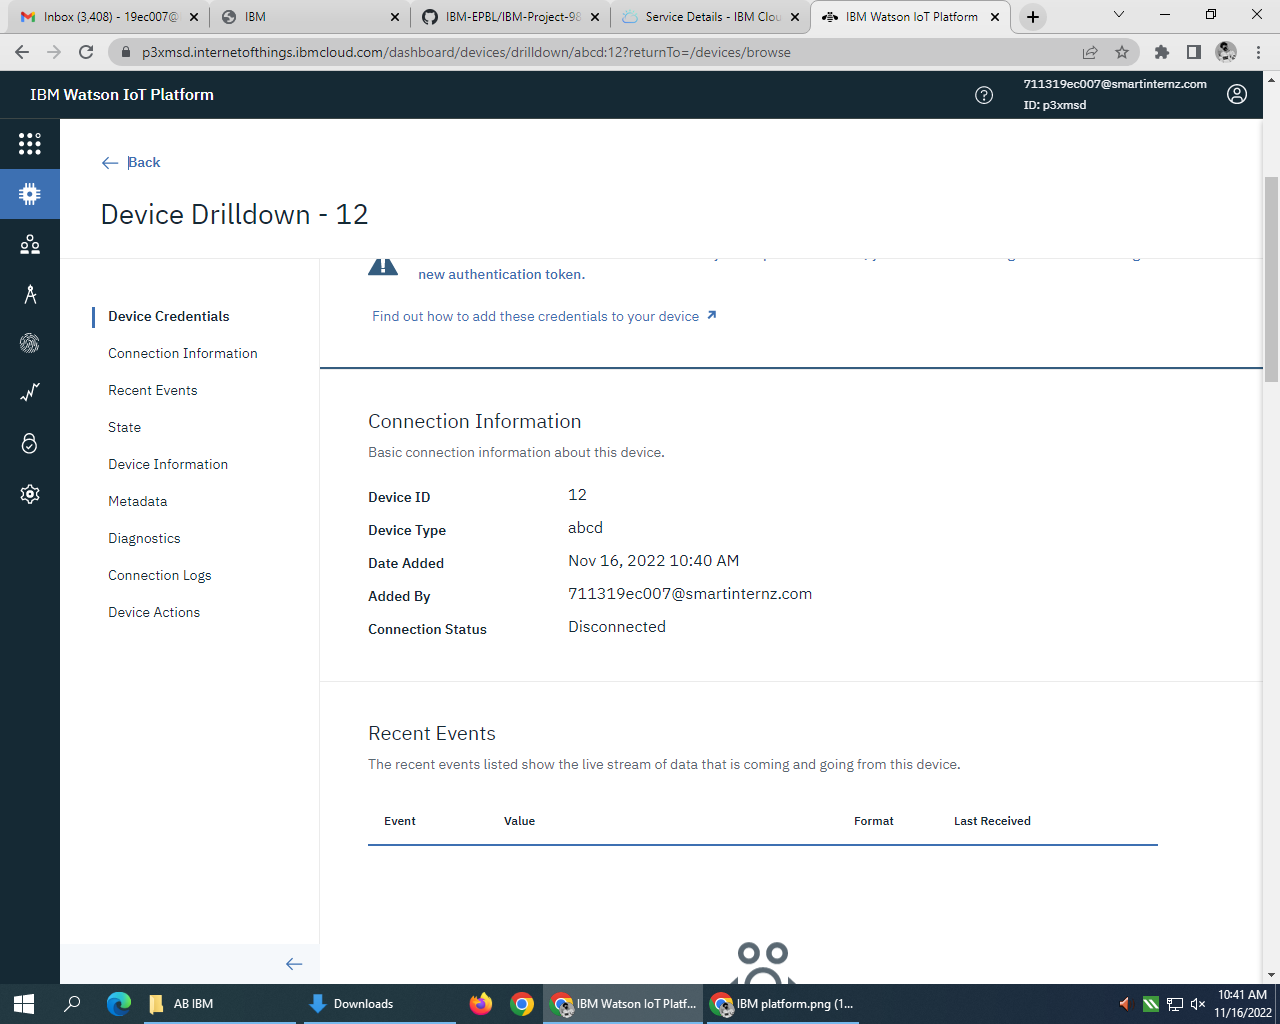 Inbox (3,408) - 19ec007@
IBM
IBM-EPBL/IBM-Project-98
Service Details - IBM Clou
IBM Watson IoT Platform
p3xmsd.internetofthings.ibmcloud.com/dashboard/devices/drilldown/abcd:12?returnTo=/devices/browse
IBM Watson IoT Platform
711319ec007@smartinternz.com
ID: p3xmsd
Back
Device Drilldown - 12
new authentication token.
Find out how to add these credentials to your device
Device Credentials
Connection Information
Recent Events
State
Device Information
Metadata
Diagnostics
Connection Logs
Device Actions
Connection Information
Basic connection information about this device.
Device ID 12
Device Type abcd
Date Added Nov 16, 2022 10:40 AM
Added By 711319ec007@smartinternz.com
Connection Status Disconnected
Recent Events
The recent events listed show the live stream of data that is coming and going from this device.
Event Value Format Last Received
AB IBM
Downloads
IBM Watson IoT Platf...
IBM platform.png (1...
10:41 AM
11/16/2022